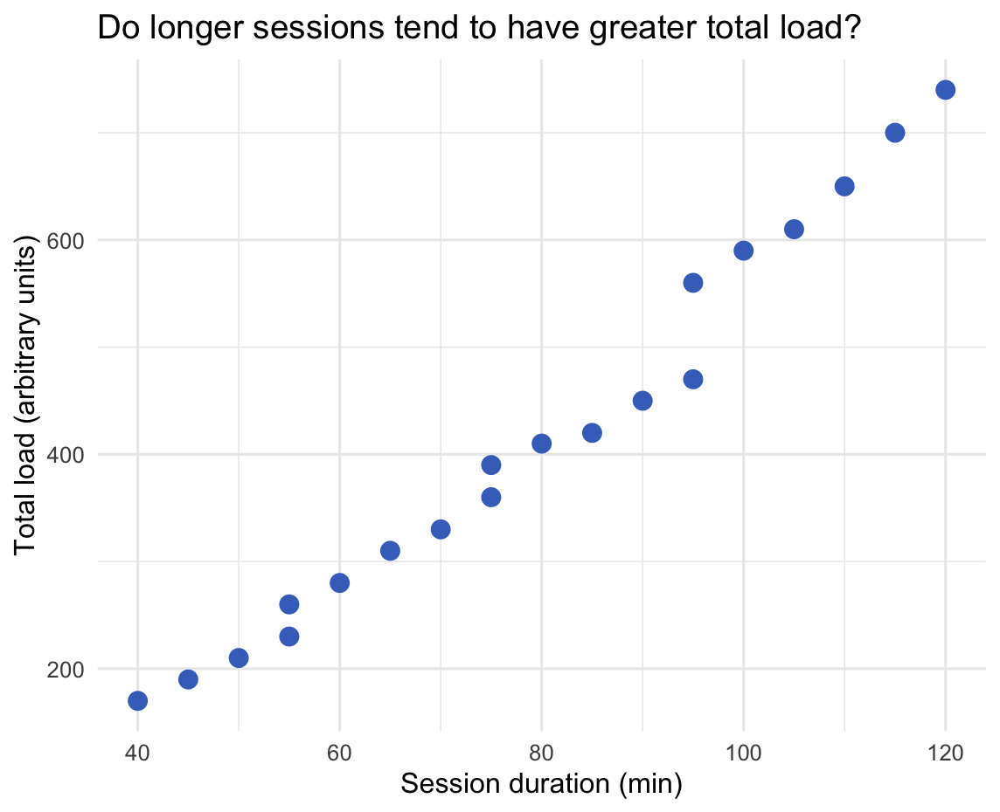 Do longer sessions tend to have greater total load?
Total load (arbitrary units)
600
400
200
40 60 80 100 120
Session duration (min)